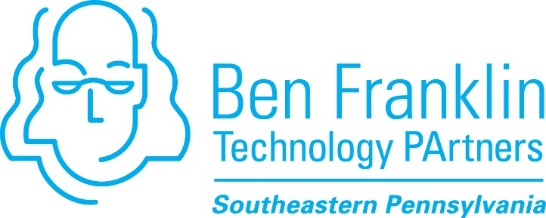 Ben Franklin
Technology PArtners
Southeastern Pennsylvania